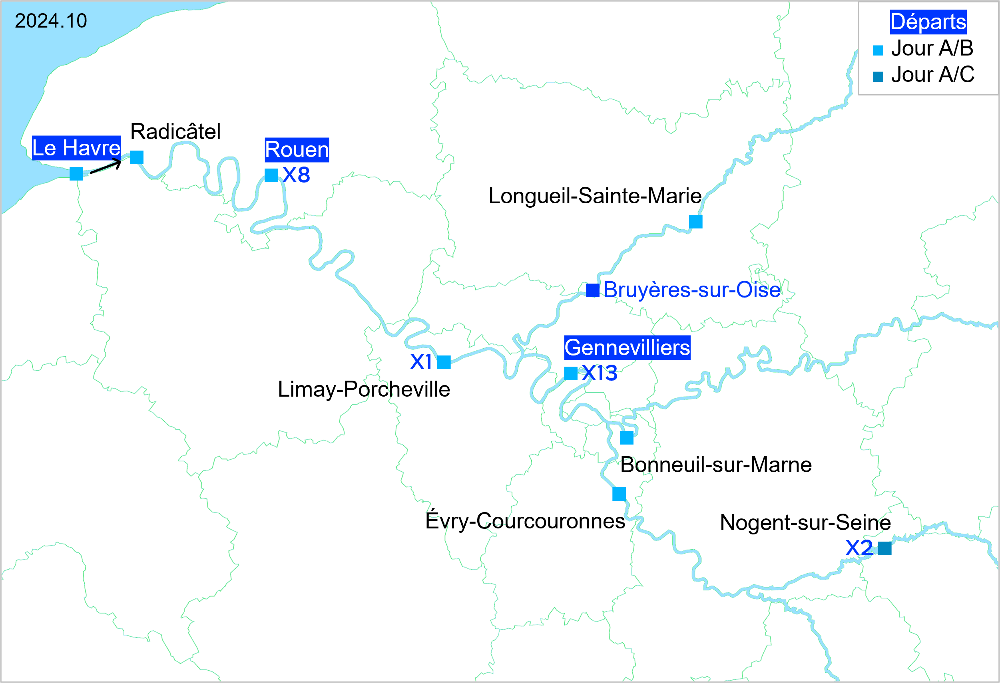 2024.10
Départs
Jour A/B
Jour A/C
Radicâtel
Le Havre
Rouen
X8
Longueil-Sainte-Marie
Bruyères-sur-Oise
Gennevilliers
X1
X13
Limay-Porcheville
Bonneuil-sur-Marne
Évry-Courcouronnes
Nogent-sur-Seine
X2